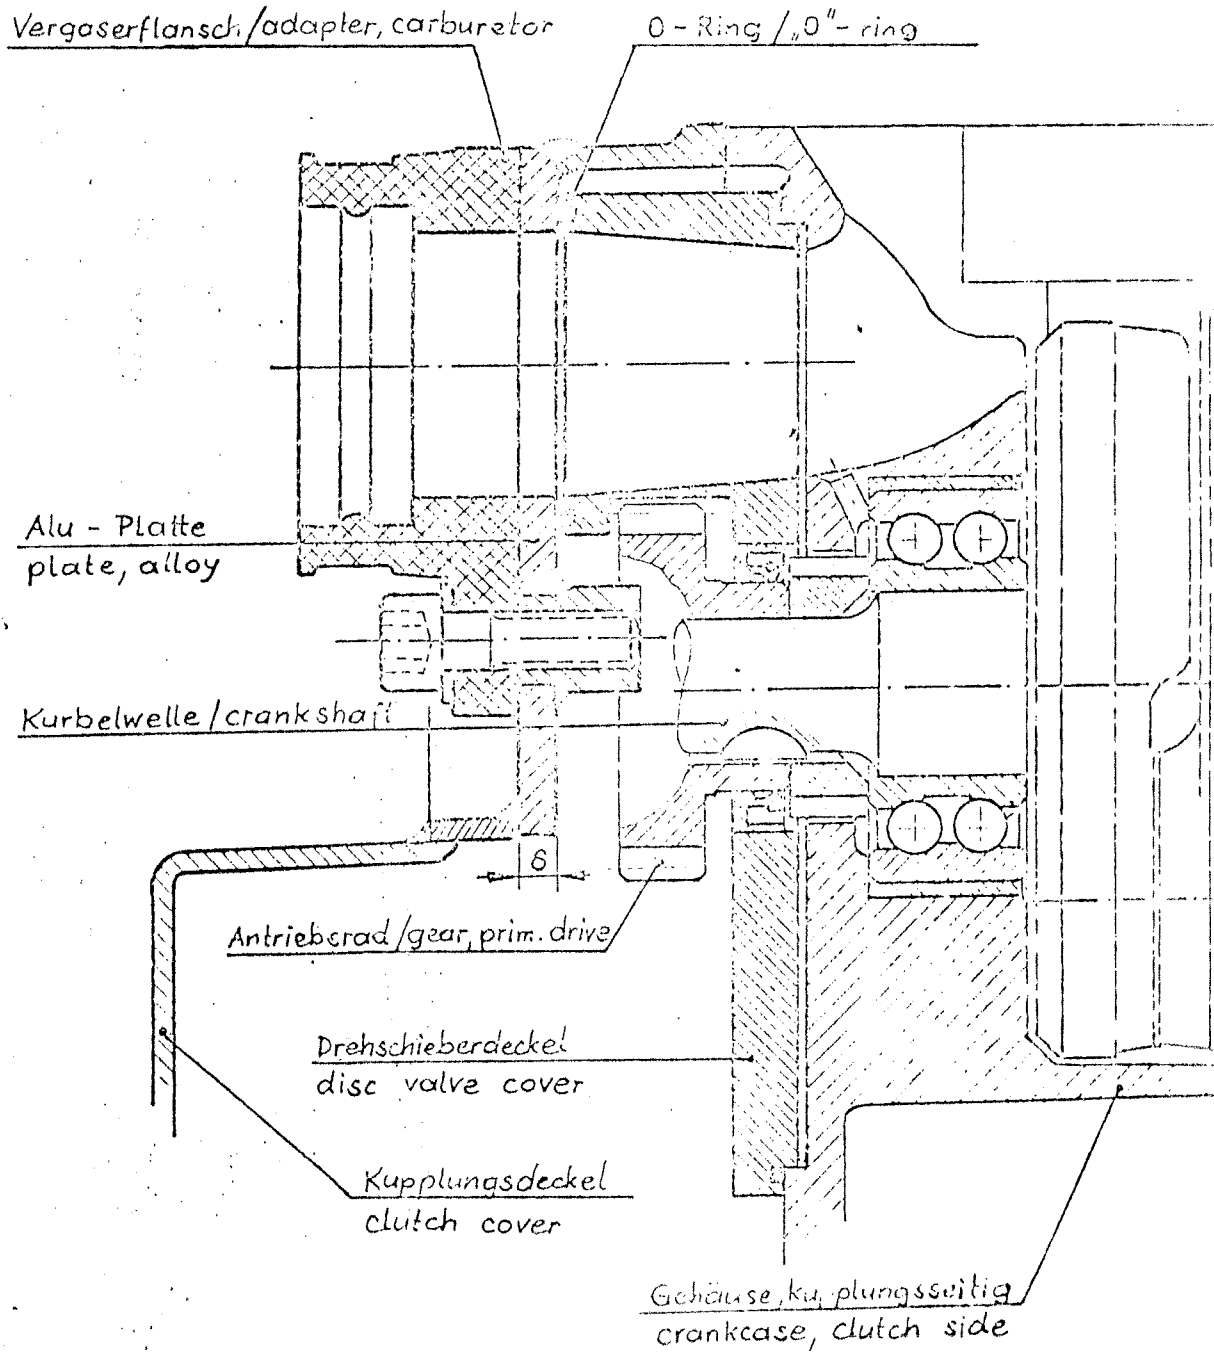 Vergaserflansch/adapter, carburetor
O-Ring/„O"-ring
Alu - Platte
plate, alloy
Kurbelwelle/crankshaft
6
Antriebsrad/gear, prim. drive
Drehschieberdeckel
disc valve cover
Kupplungsdeckel
clutch cover
Gehäuse, kupplungsseitig
crankcase, clutch side